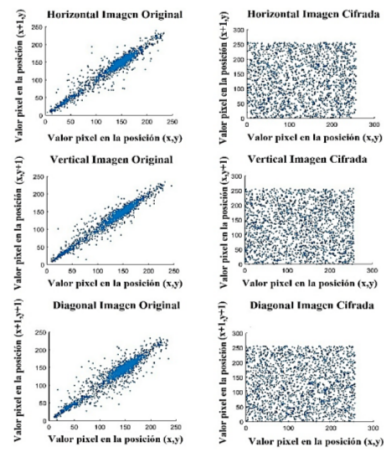 Horizontal Imagen Original
Valor pixel en la posición (x+1,y)
250
200
150
100
50
0
0 50 100 150 200 250
Valor pixel en la posición (x,y)
Horizontal Imagen Cifrada
Valor pixel en la posición (x+1,y)
300
250
200
150
100
50
0
0 100 200 300
Valor pixel en la posición (x,y)
Vertical Imagen Original
Valor pixel en la posición (x,y+1)
250
200
150
100
50
0
0 50 100 150 200 250
Valor pixel en la posición (x,y)
Vertical Imagen Cifrada
Valor pixel en la posición (x,y+1)
300
250
200
150
100
50
0
0 100 200 300
Valor pixel en la posición (x,y)
Diagonal Imagen Original
Valor pixel en la posición (x+1,y+1)
250
200
150
100
50
0
0 50 100 150 200 250
Valor pixel en la posición (x,y)
Diagonal Imagen Cifrada
Valor pixel en la posición (x+1,y+1)
300
250
200
150
100
50
0
0 100 200 300
Valor pixel en la posición (x,y)